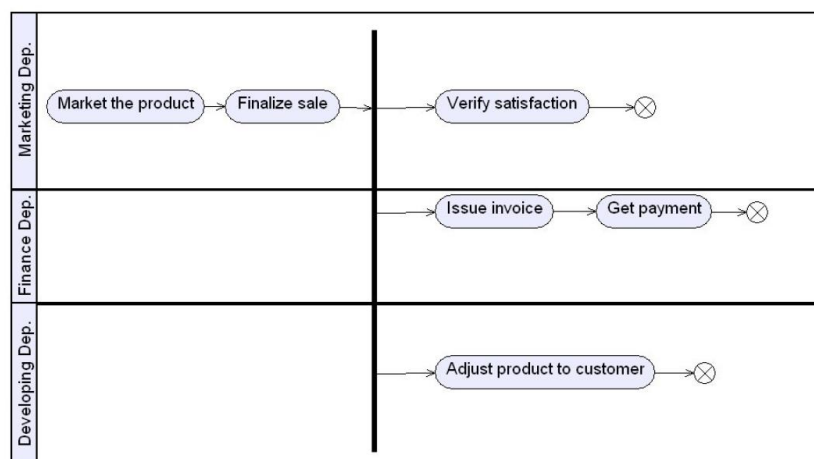 Marketing Dep.
Market the product
Finalize sale
Verify satisfaction
Finance Dep.
Issue invoice
Get payment
Developing Dep.
Adjust product to customer